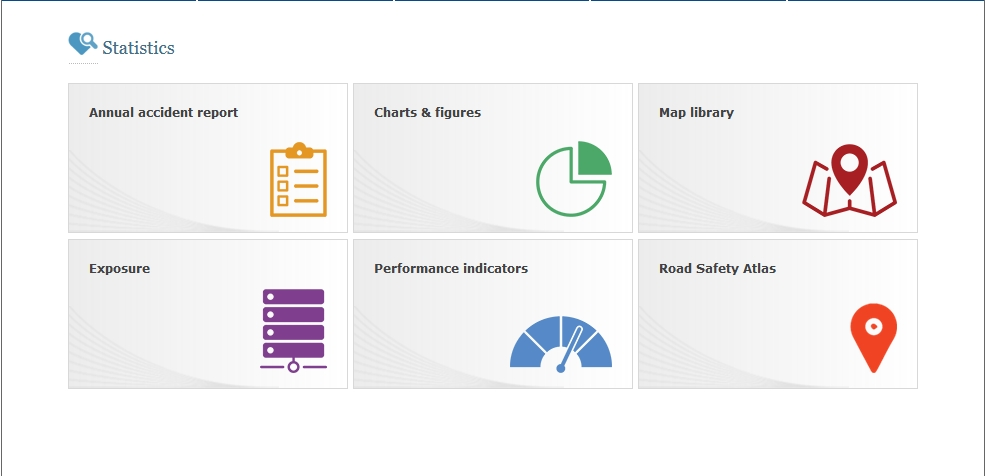 Statistics
Annual accident report
Charts & figures
Map library
Exposure
Performance indicators
Road Safety Atlas